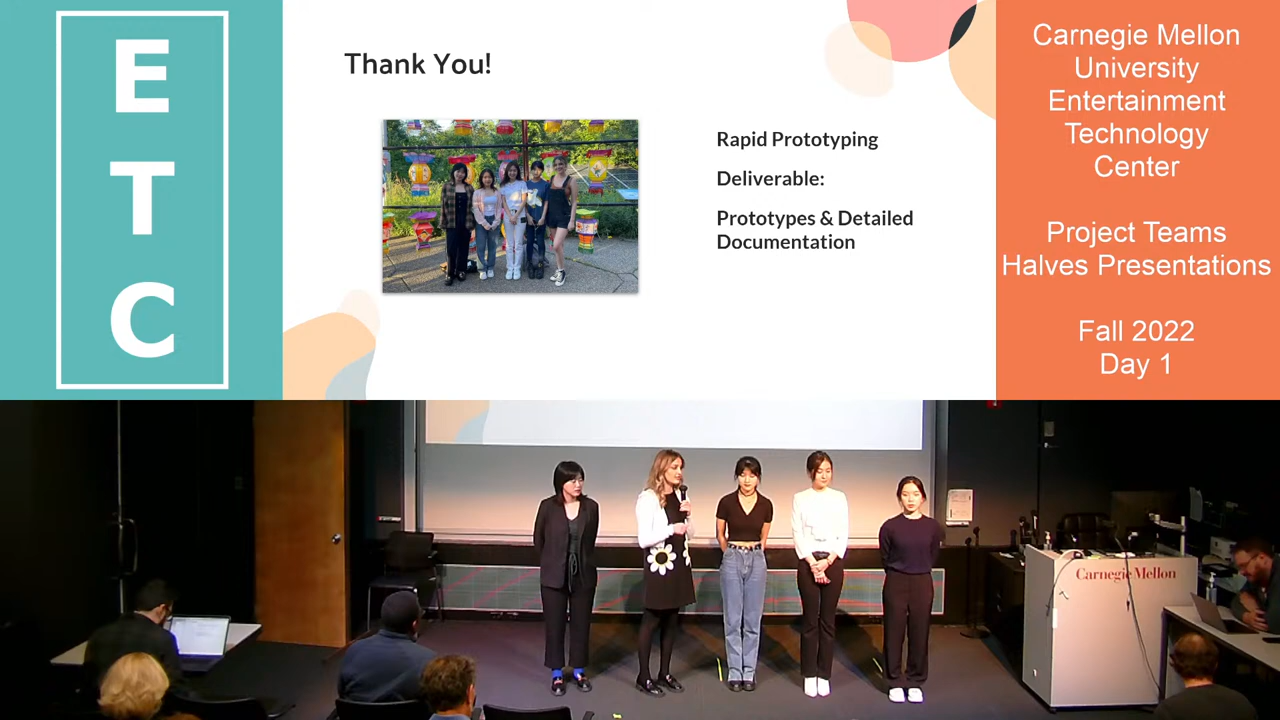 E
T
C
Thank You!
Rapid Prototyping
Deliverable:
Prototypes & Detailed
Documentation
Carnegie Mellon
University
Entertainment
Technology
Center
Project Teams
Halves Presentations
Fall 2022
Day 1
Carnegie Mellon